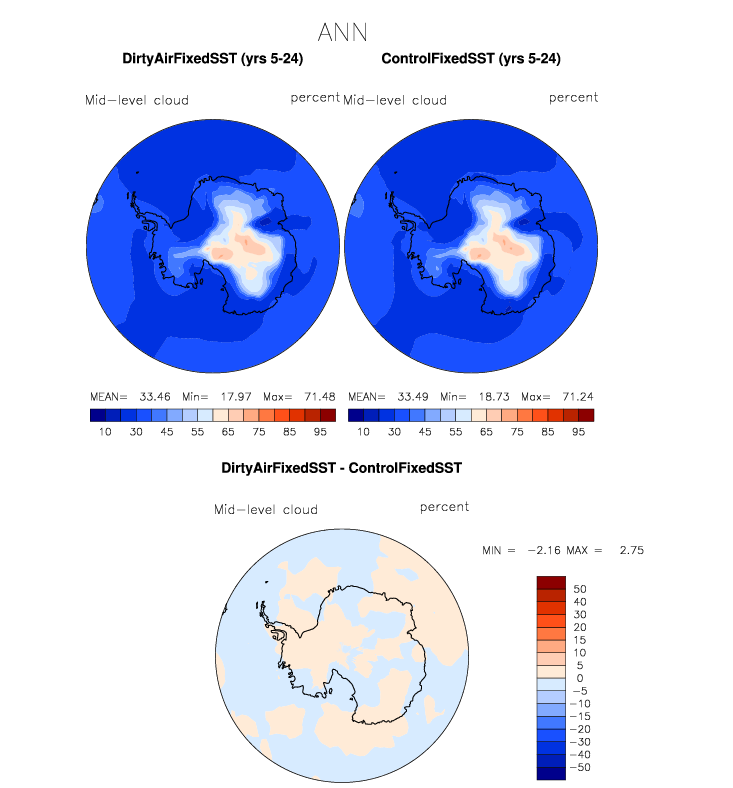 ANN
DirtyAirFixedSST (yrs 5-24) ControlFixedSST (yrs 5-24)
Mid-level cloud percent Mid-level cloud percent
MEAN= 33.46 Min= 17.97 Max= 71.48 MEAN= 33.49 Min= 18.73 Max= 71.24
10 30 45 55 65 75 85 95 10 30 45 55 65 75 85 95
DirtyAirFixedSST - ControlFixedSST
Mid-level cloud percent
MIN = -2.16 MAX = 2.75
50
40
30
20
15
10
5
0
-5
-10
-15
-20
-30
-40
-50